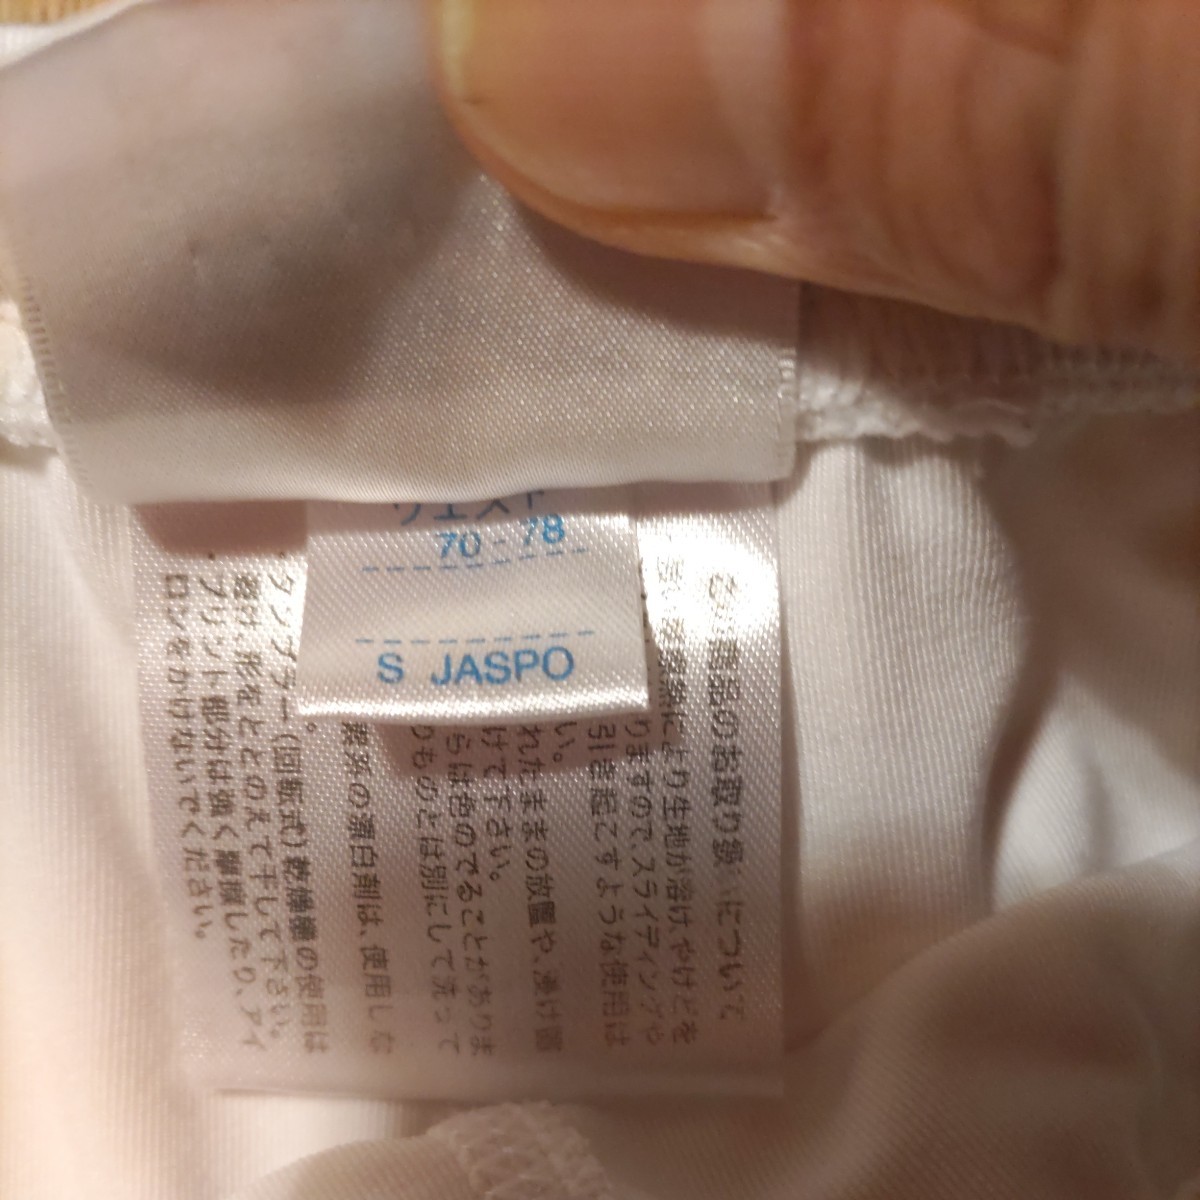 ウエスト
70 - 78
S JASPO
商品のお取り扱いについて
により生地が溶け、やけどを
りますので、スライディングや
引き起こすような使用は
い。
れたままの放置や、漬け置
けて下さい。
らは色のでることがありま
りものとは別にして洗って
素系外の漂白剤は、使用しな
。
・タンブラー(回転式)乾燥機の使用は
避け、形をととのえて干して下さい。
・プリント部分は強く摩擦したり、アイ
ロンをかけないでください。